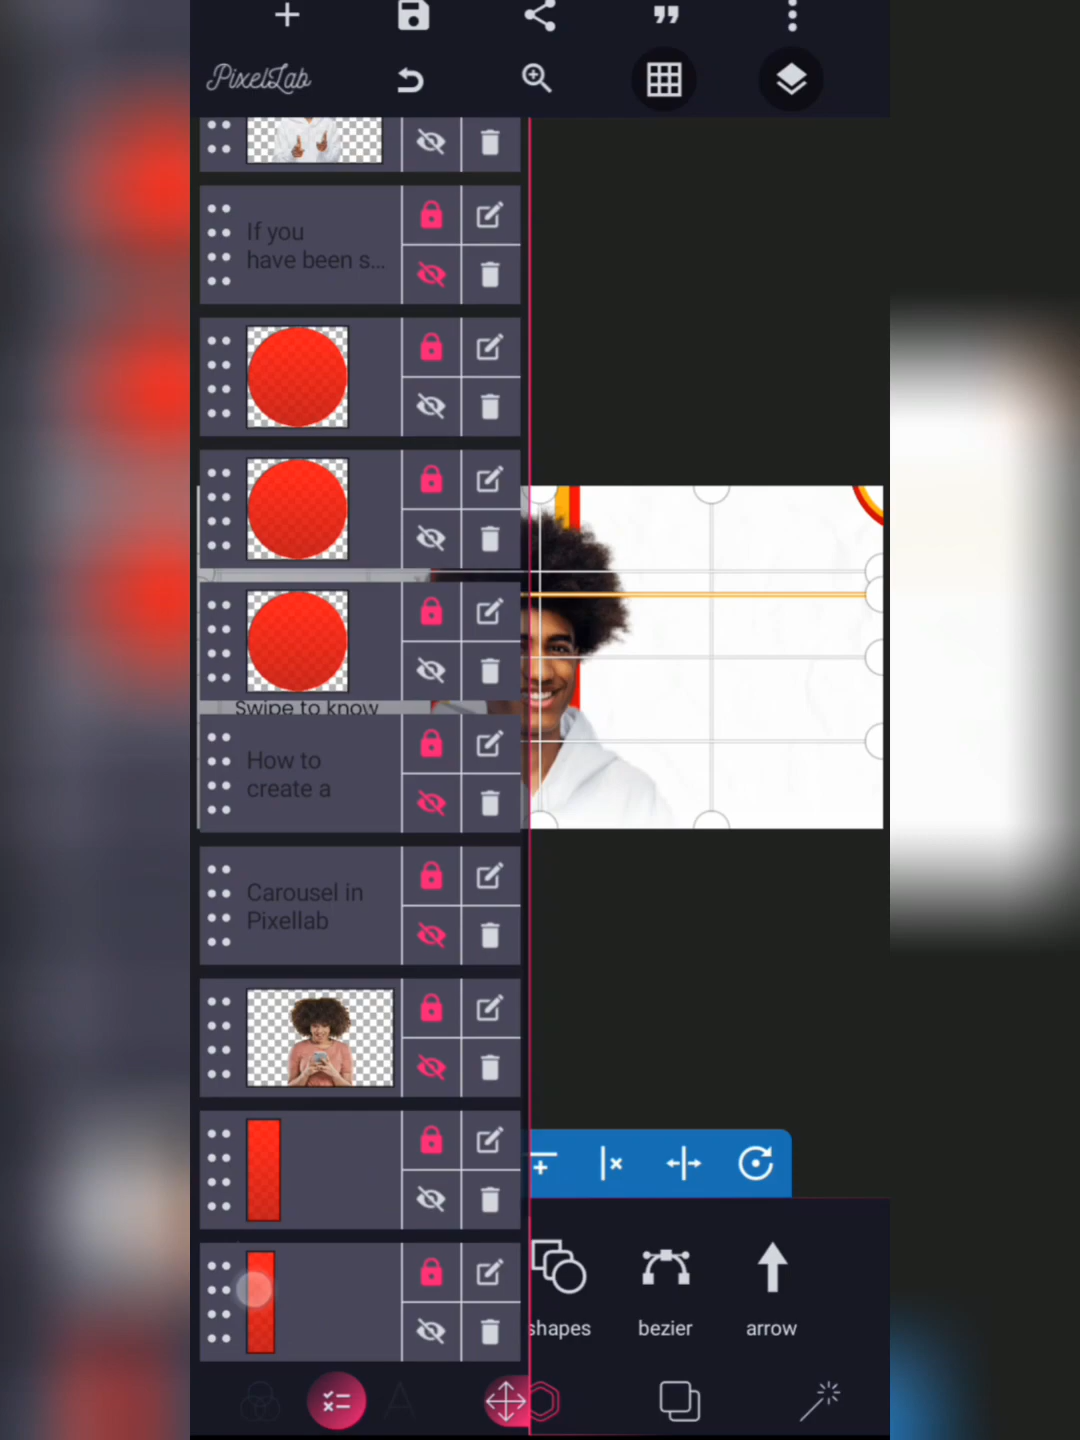 PixelLab
If you
have been s...
Swipe to know
How to
create a
Carousel in
Pixellab
shapes
bezier
arrow